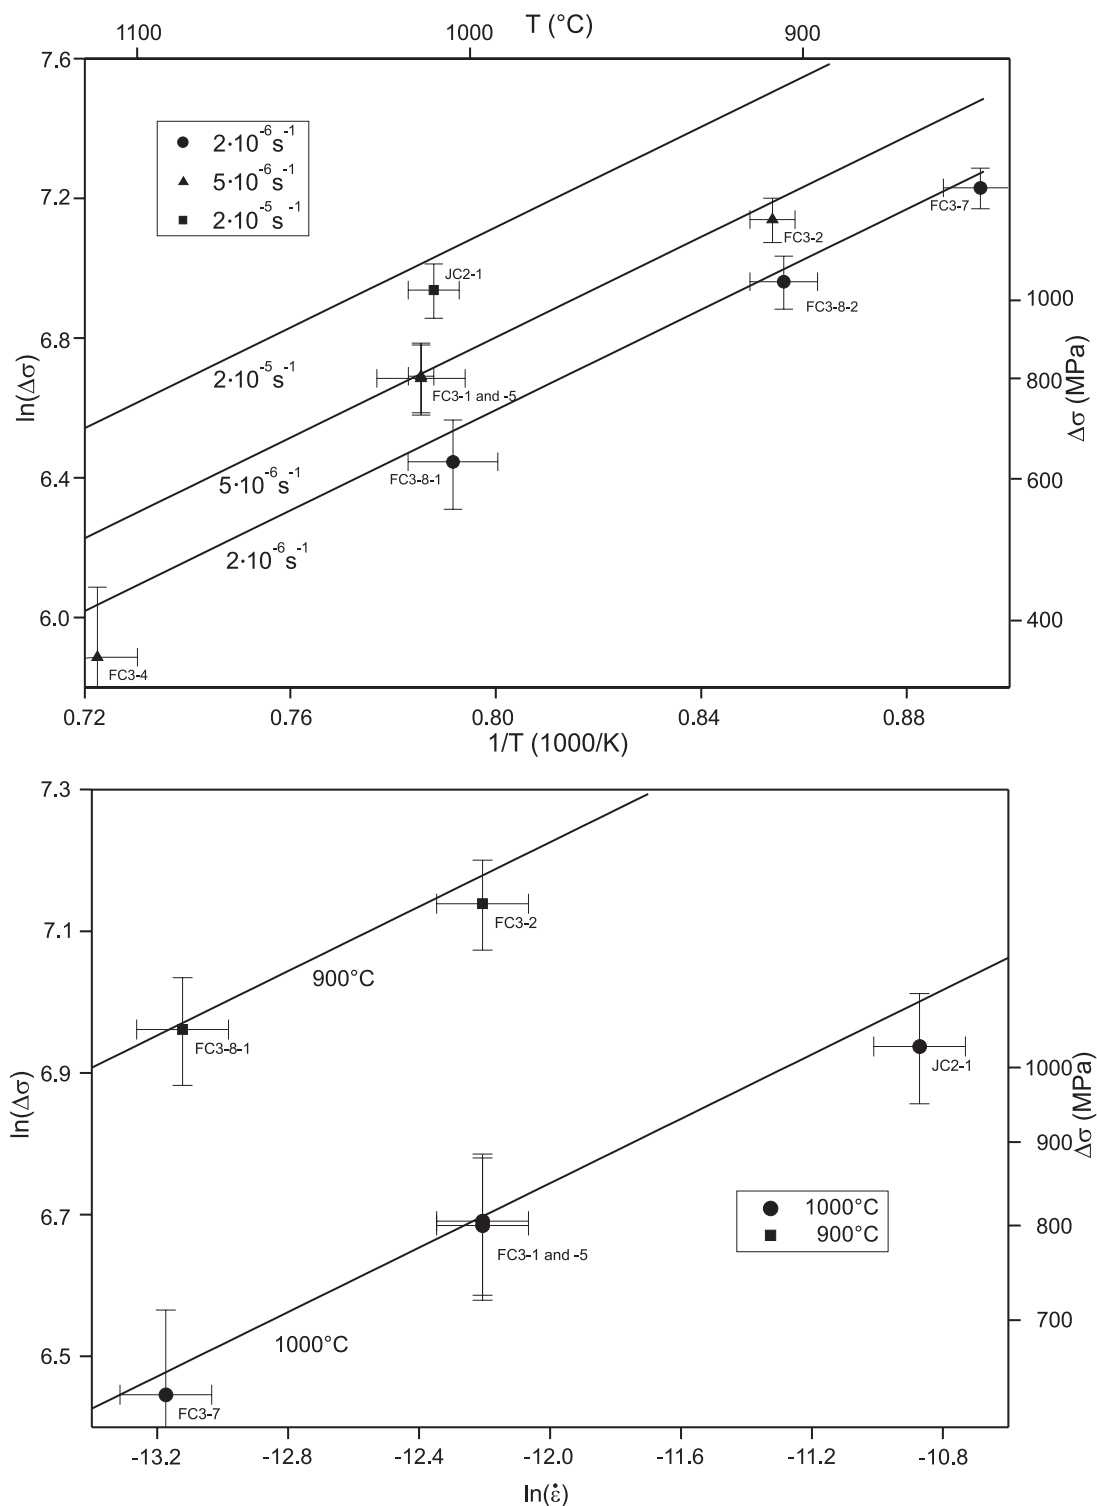 T (°C)
1100
1000
900
7.6
7.2
6.8
6.4
6.0
ln(Δσ)
2·10⁻⁶s⁻¹
5·10⁻⁶s⁻¹
2·10⁻⁵s⁻¹
FC3-7
FC3-2
JC2-1
FC3-8-2
1000
800
600
400
Δσ (MPa)
2·10⁻⁵s⁻¹
FC3-1 and -5
FC3-8-1
5·10⁻⁶s⁻¹
2·10⁻⁶s⁻¹
FC3-4
0.72
0.76
0.80
0.84
0.88
1/T (1000/K)
7.3
7.1
6.9
6.7
6.5
ln(Δσ)
FC3-2
900°C
FC3-8-1
JC2-1
1000
900
800
700
Δσ (MPa)
1000°C
900°C
FC3-1 and -5
1000°C
FC3-7
-13.2
-12.8
-12.4
-12.0
-11.6
-11.2
-10.8
ln(ε̇)